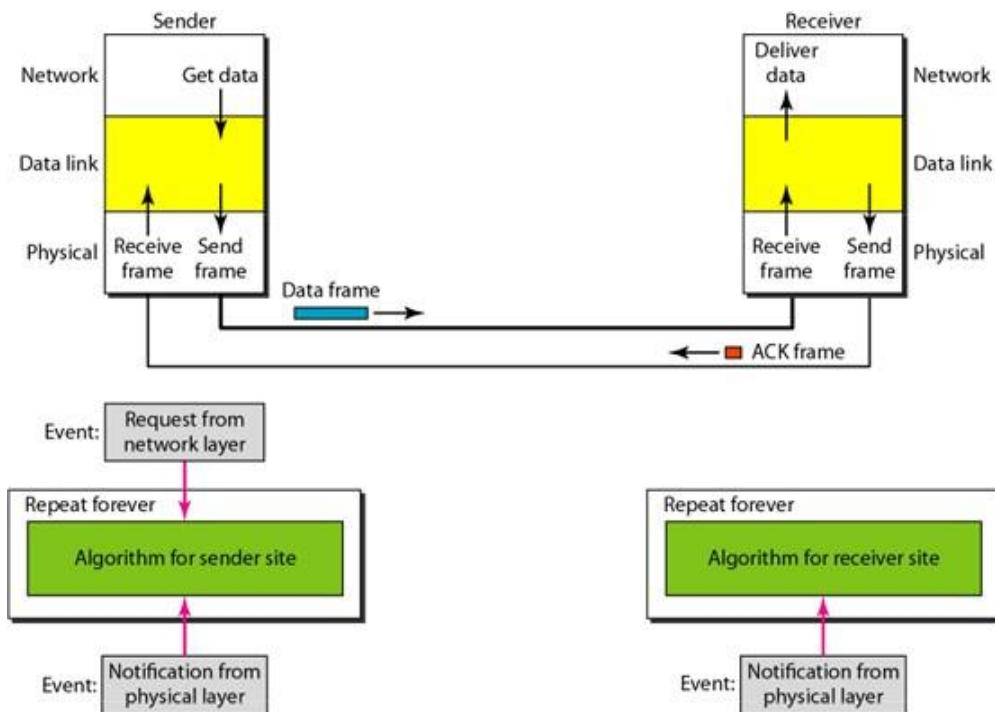 Sender
Receiver
Network
Get data
Deliver
data
Network
Data link
Data link
Physical
Receive
frame
Send
frame
Receive
frame
Send
frame
Physical
Data frame
ACK frame
Event:
Request from
network layer
Repeat forever
Algorithm for sender site
Repeat forever
Algorithm for receiver site
Event:
Notification from
physical layer
Event:
Notification from
physical layer